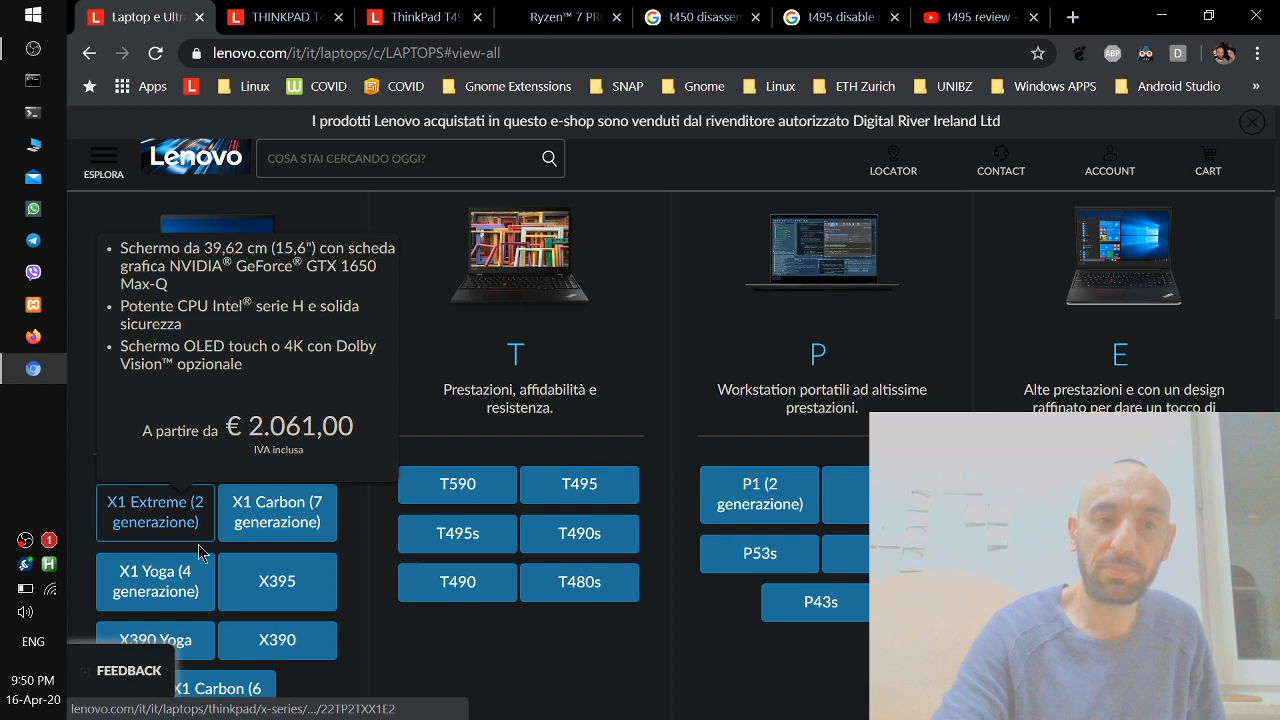 Laptop e Ultr
THINKPAD T4
ThinkPad T49
Ryzen™ 7 PR
t450 disassen
t495 disable
t495 review -
lenovo.com/it/it/laptops/c/LAPTOPS#view-all
ABP
D
Apps
L
Linux
COVID
COVID
Gnome Extenssions
SNAP
Gnome
Linux
ETH Zurich
UNIBZ
Windows APPS
Android Studio
»
I prodotti Lenovo acquistati in questo e-shop sono venduti dal rivenditore autorizzato Digital River Ireland Ltd
ESPLORA
Lenovo
COSA STAI CERCANDO OGGI?
LOCATOR
CONTACT
ACCOUNT
CART
• Schermo da 39,62 cm (15,6") con scheda
grafica NVIDIA® GeForce® GTX 1650
Max-Q
• Potente CPU Intel® serie H e solida
sicurezza
• Schermo OLED touch o 4K con Dolby
Vision™ opzionale
A partire da € 2.061,00
IVA inclusa
X1 Extreme (2
generazione)
X1 Carbon (7
generazione)
X1 Yoga (4
generazione)
X395
X390 Yoga
X390
X1 Carbon (6
T
Prestazioni, affidabilità e
resistenza.
T590
T495
T495s
T490s
T490
T480s
P
Workstation portatili ad altissime
prestazioni.
P1 (2
generazione)
P53s
P43s
E
Alte prestazioni e con un design
raffinato per dare un tocco di
FEEDBACK
lenovo.com/it/it/laptops/thinkpad/x-series/.../22TP2TXX1E2
1
H
ENG
9:50 PM
16-Apr-20